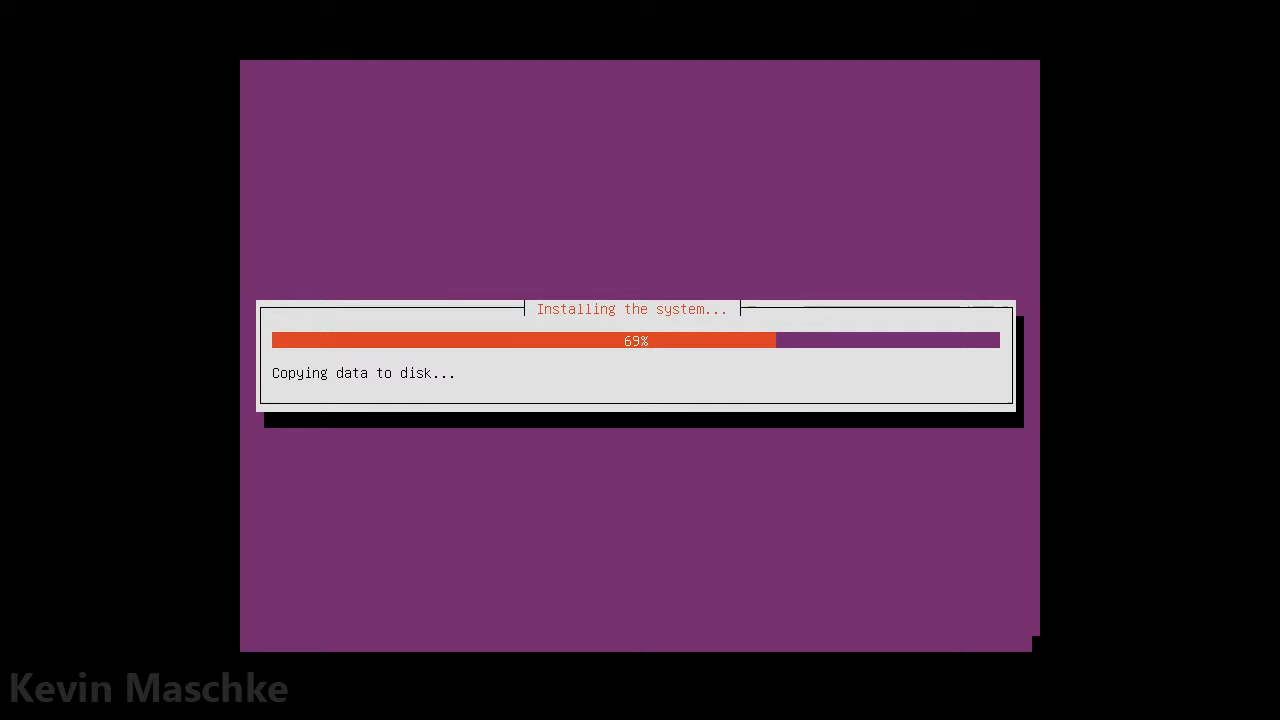 Installing the system...
69%
Copying data to disk...
Kevin Maschke